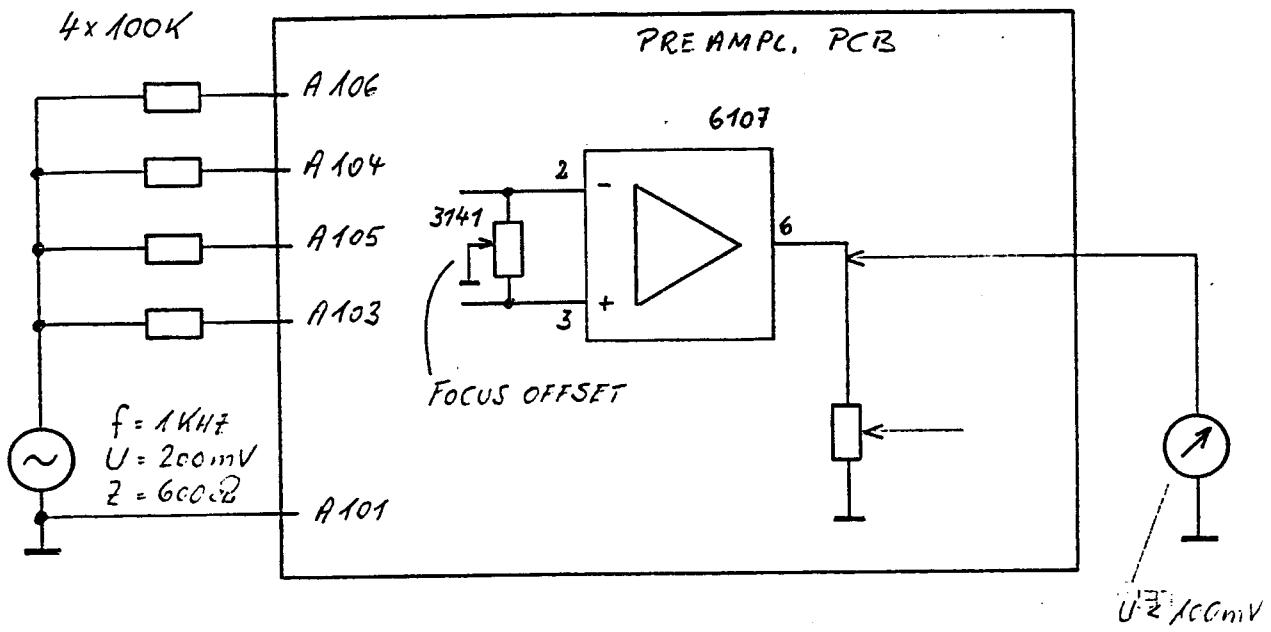 4x100K
PREAMPL. PCB
A106
6107
A104
2
-
3141
A105
6
A103
3
+
FOCUS OFFSET
f = 1KHZ
U = 200mV
Z = 600Ω
A101
100mV